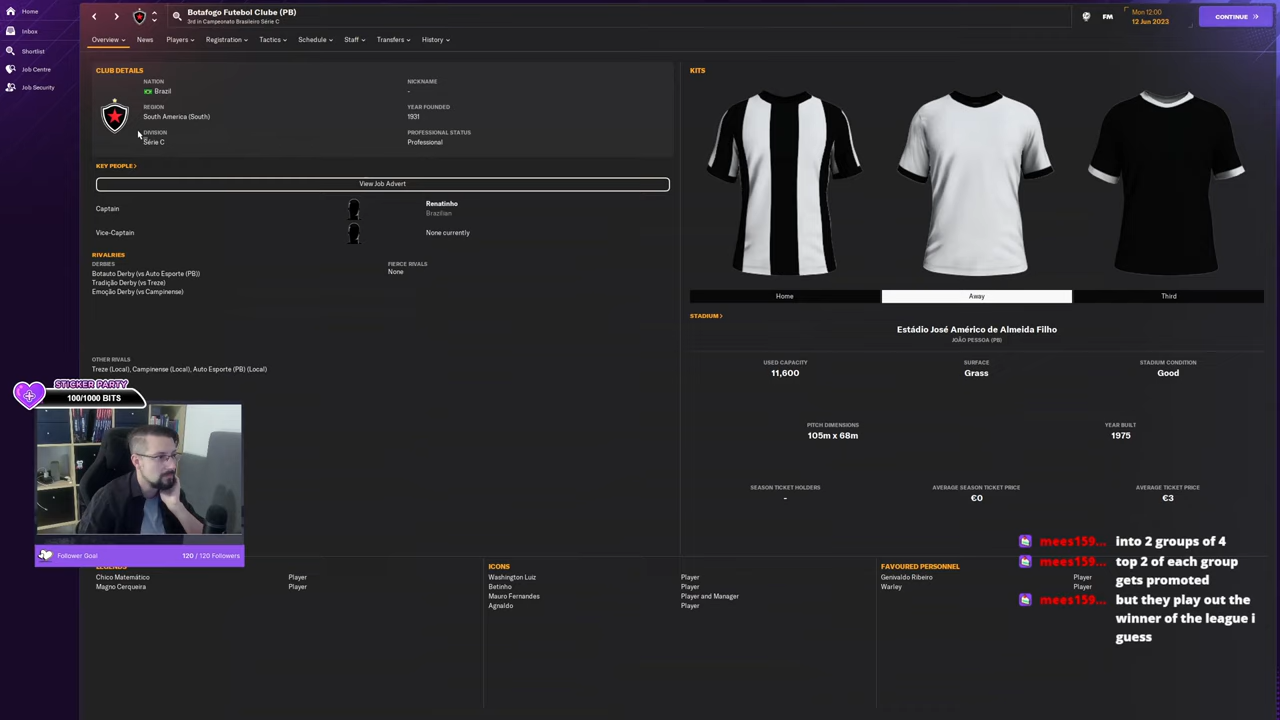 Home
Inbox
Shortlist
Job Centre
Job Security
Botafogo Futebol Clube (PB)
3rd in Campeonato Brasileiro Série C
FM
Mon 12:00
12 Jun 2023
CONTINUE
Overview
News
Players
Registration
Tactics
Schedule
Staff
Transfers
History
CLUB DETAILS
NATION
Brazil
NICKNAME
-
REGION
South America (South)
YEAR FOUNDED
1931
DIVISION
Série C
PROFESSIONAL STATUS
Professional
KEY PEOPLE
View Job Advert
Captain
Renatinho
Brazilian
Vice-Captain
None currently
RIVALRIES
DERBIES
Botauto Derby (vs Auto Esporte (PB))
Tradição Derby (vs Treze)
Emoção Derby (vs Campinense)
FIERCE RIVALS
None
OTHER RIVALS
Treze (Local), Campinense (Local), Auto Esporte (PB) (Local)
KITS
Home
Away
Third
STADIUM
Estádio José Américo de Almeida Filho
JOÃO PESSOA (PB)
USED CAPACITY
11,600
SURFACE
Grass
STADIUM CONDITION
Good
PITCH DIMENSIONS
105m x 68m
YEAR BUILT
1975
SEASON TICKET HOLDERS
-
AVERAGE SEASON TICKET PRICE
€0
AVERAGE TICKET PRICE
€3
STICKER PARTY
100/1000 BITS
Follower Goal
120 / 120 Followers
LEGENDS
Chico Matemático Player
Magno Cerqueira Player
ICONS
Washington Luiz Player
Betinho Player
Mauro Fernandes Player and Manager
Agnaldo Player
FAVOURED PERSONNEL
Genivaldo Ribeiro Player
Warley Player
mees159... into 2 groups of 4
mees159... top 2 of each group
gets promoted
mees159... but they play out the
winner of the league i
guess